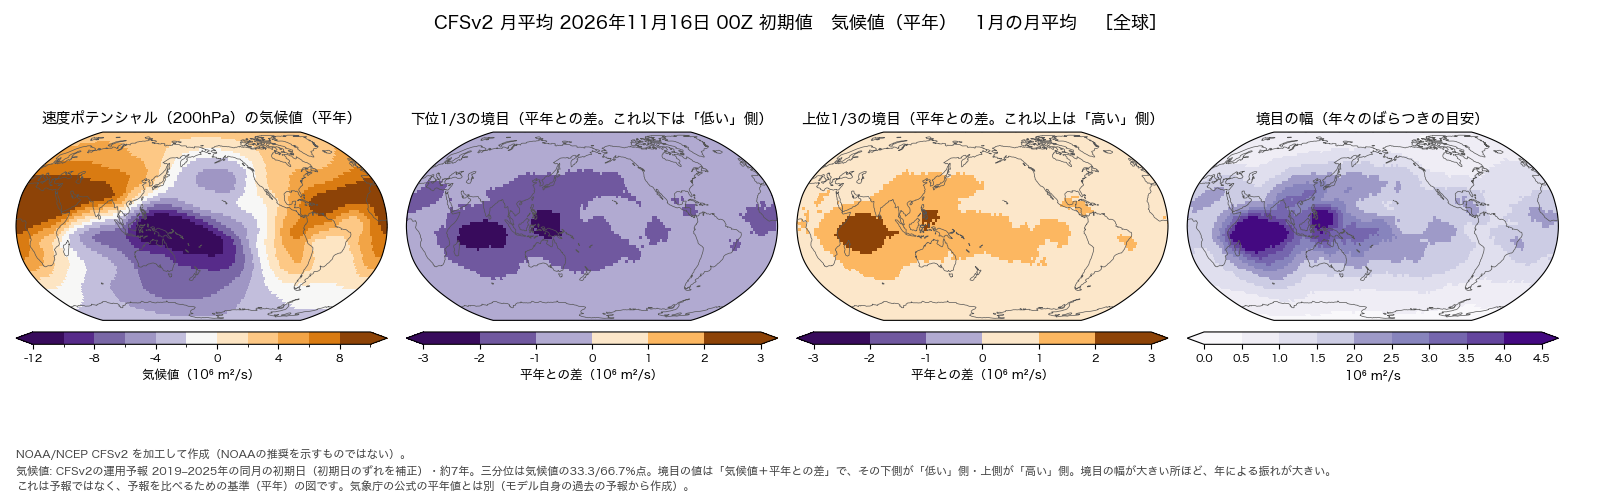 CFSv2 月平均 2026年11月16日 00Z 初期値　気候値（平年）　1月の月平均　［全球］
速度ポテンシャル（200hPa）の気候値（平年）
下位1/3の境目（平年との差。これ以下は「低い」側）
上位1/3の境目（平年との差。これ以上は「高い」側）
境目の幅（年々のばらつきの目安）
-12 -8 -4 0 4 8
-3 -2 -1 0 1 2 3
-3 -2 -1 0 1 2 3
0.0 0.5 1.0 1.5 2.0 2.5 3.0 3.5 4.0 4.5
気候値（10⁶ m²/s）
平年との差（10⁶ m²/s）
平年との差（10⁶ m²/s）
10⁶ m²/s
NOAA/NCEP CFSv2 を加工して作成（NOAAの推奨を示すものではない）。
気候値: CFSv2の運用予報 2019–2025年の同月の初期日（初期日のずれを補正）・約7年。三分位は気候値の33.3/66.7%点。境目の値は「気候値＋平年との差」で、その下側が「低い」側・上側が「高い」側。境目の幅が大きい所ほど、年による振れが大きい。
これは予報ではなく、予報を比べるための基準（平年）の図です。気象庁の公式の平年値とは別（モデル自身の過去の予報から作成）。